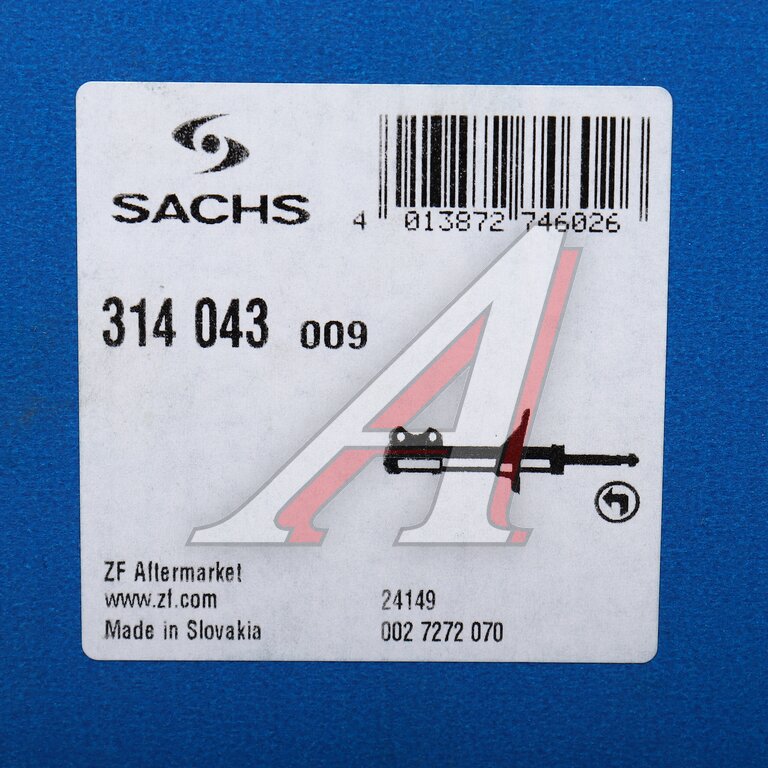 SACHS
4 013872 746026
314 043 009
ZF Aftermarket
www.zf.com
Made in Slovakia
24149
002 7272 070